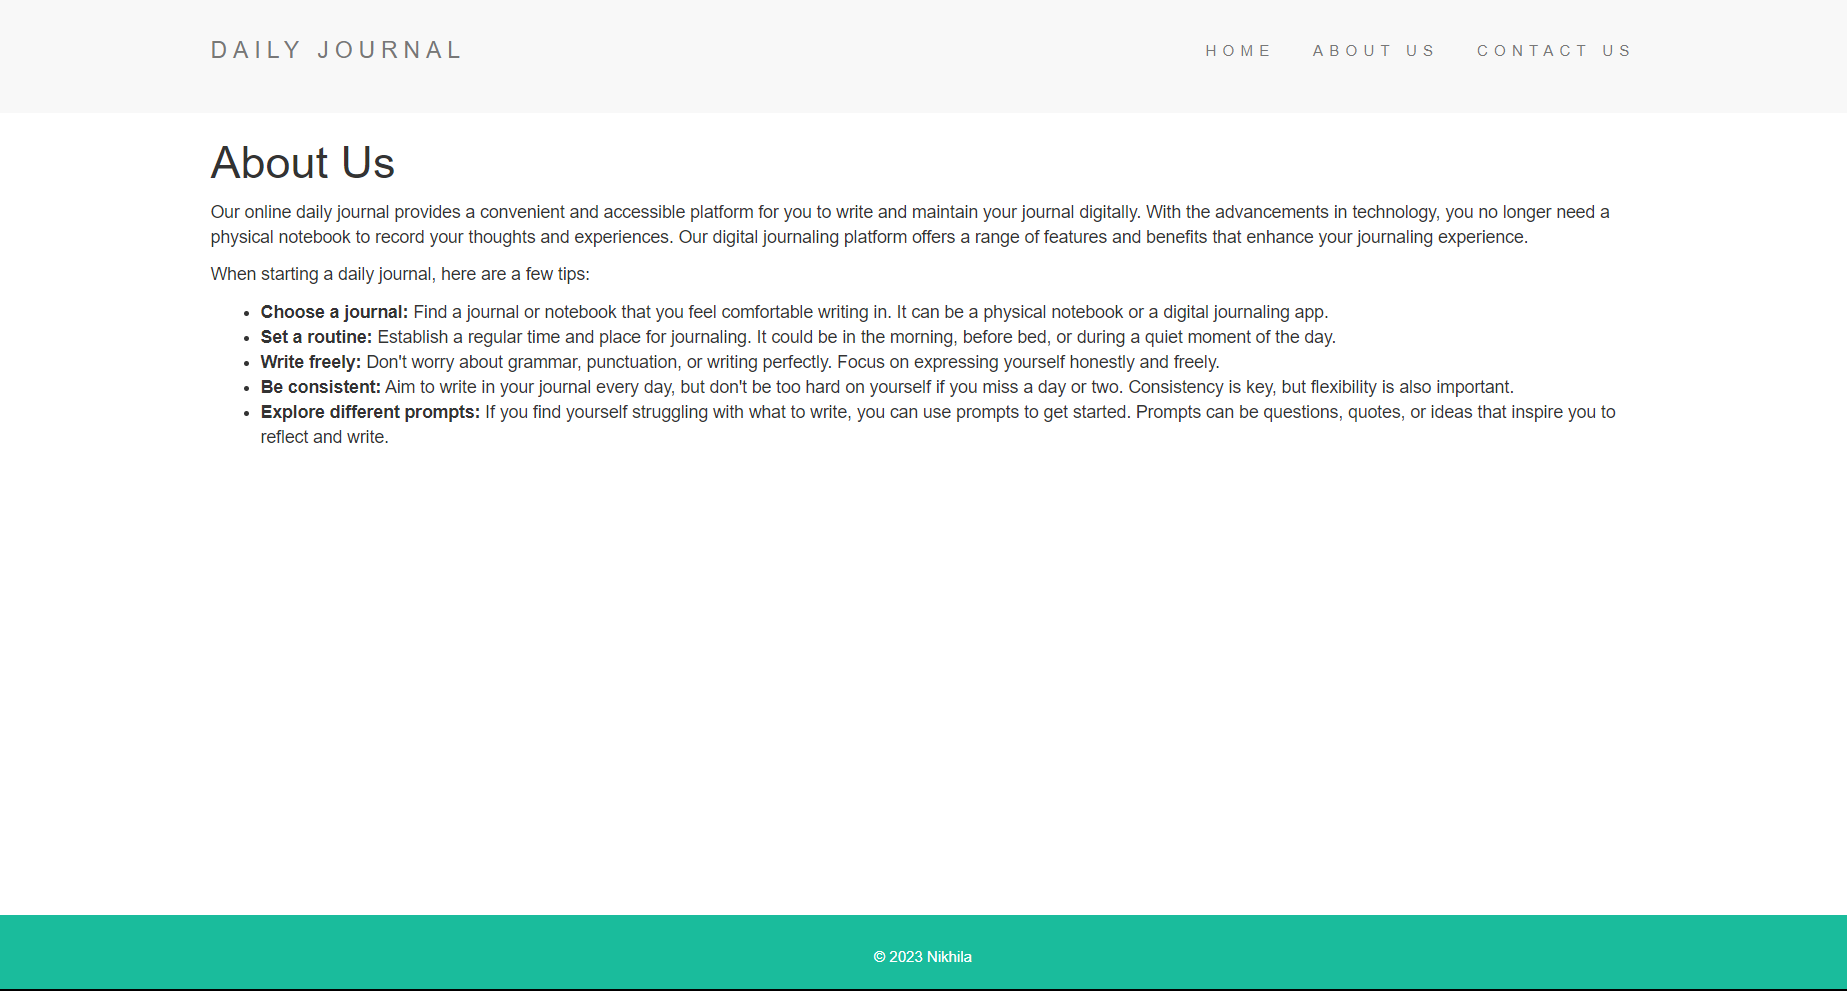 DAILY JOURNAL
HOME ABOUT US CONTACT US
About Us
Our online daily journal provides a convenient and accessible platform for you to write and maintain your journal digitally. With the advancements in technology, you no longer need a
physical notebook to record your thoughts and experiences. Our digital journaling platform offers a range of features and benefits that enhance your journaling experience.
When starting a daily journal, here are a few tips:
• Choose a journal: Find a journal or notebook that you feel comfortable writing in. It can be a physical notebook or a digital journaling app.
• Set a routine: Establish a regular time and place for journaling. It could be in the morning, before bed, or during a quiet moment of the day.
• Write freely: Don't worry about grammar, punctuation, or writing perfectly. Focus on expressing yourself honestly and freely.
• Be consistent: Aim to write in your journal every day, but don't be too hard on yourself if you miss a day or two. Consistency is key, but flexibility is also important.
• Explore different prompts: If you find yourself struggling with what to write, you can use prompts to get started. Prompts can be questions, quotes, or ideas that inspire you to
reflect and write.
© 2023 Nikhila